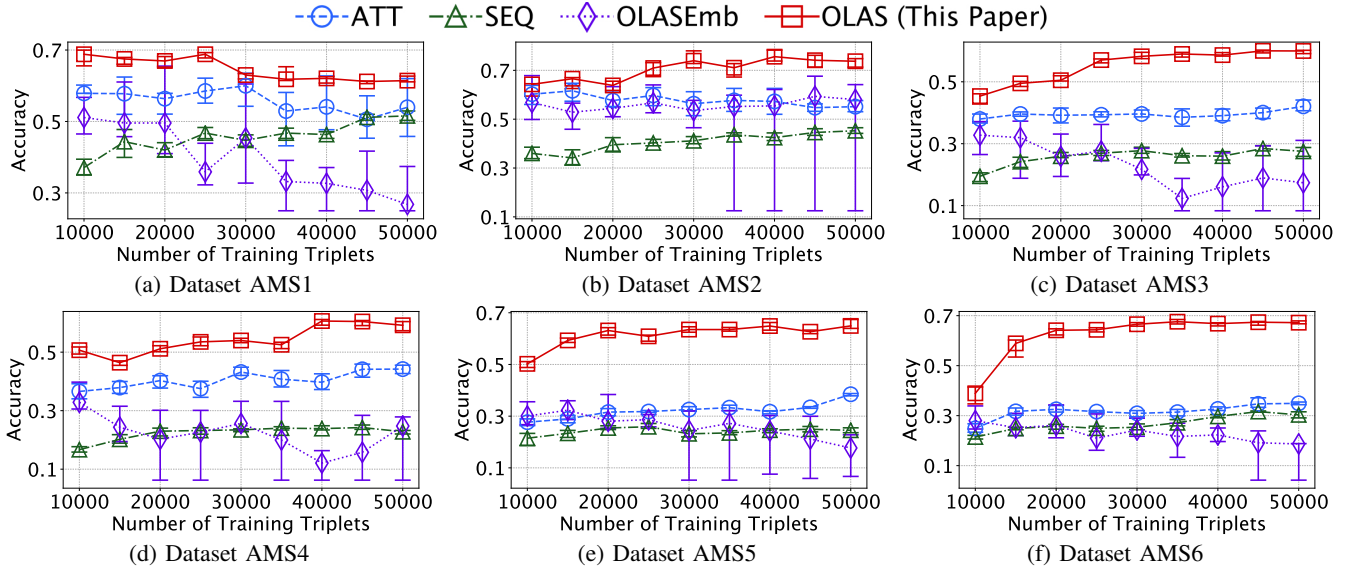 ATT SEQ OLASEmb OLAS (This Paper)
0.7
0.5
0.3
Accuracy
10000 20000 30000 40000 50000
Number of Training Triplets
(a) Dataset AMS1
0.7
0.5
0.3
0.1
Accuracy
10000 20000 30000 40000 50000
Number of Training Triplets
(b) Dataset AMS2
0.5
0.3
0.1
Accuracy
10000 20000 30000 40000 50000
Number of Training Triplets
(c) Dataset AMS3
0.5
0.3
0.1
Accuracy
10000 20000 30000 40000 50000
Number of Training Triplets
(d) Dataset AMS4
0.7
0.5
0.3
0.1
Accuracy
10000 20000 30000 40000 50000
Number of Training Triplets
(e) Dataset AMS5
0.7
0.5
0.3
0.1
Accuracy
10000 20000 30000 40000 50000
Number of Training Triplets
(f) Dataset AMS6